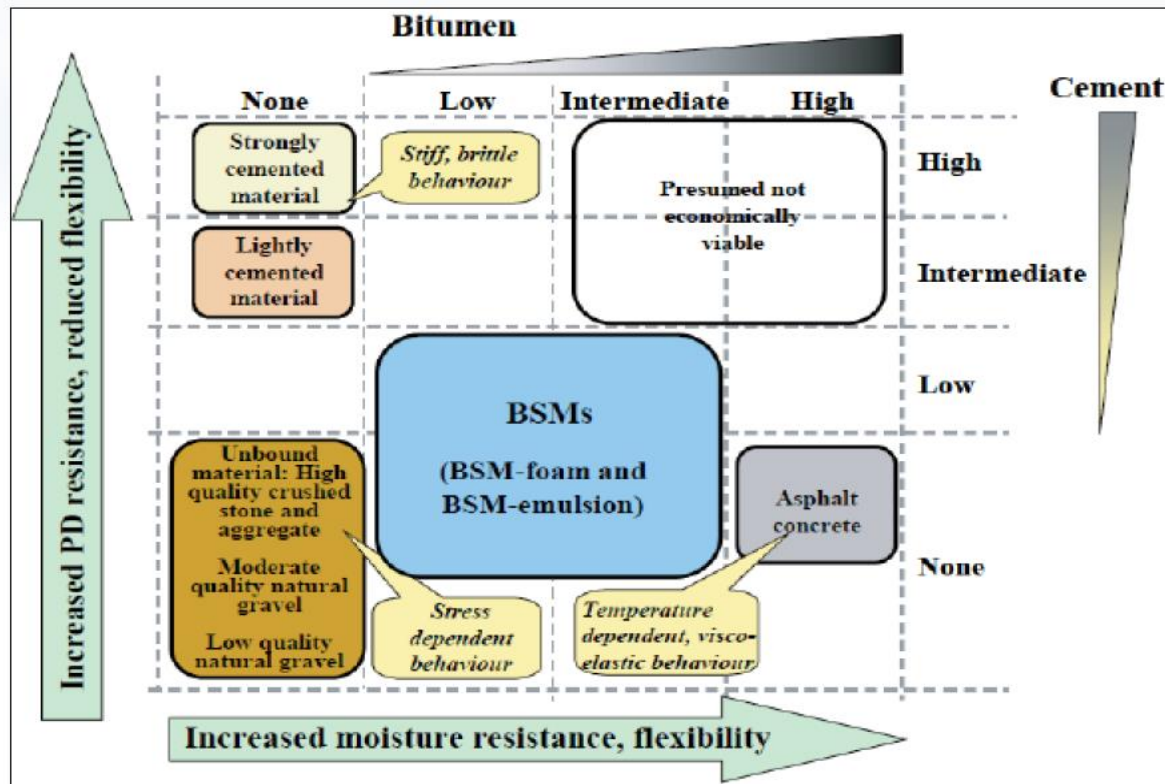 Bitumen
Cement
None
Low
Intermediate
High
Increased PD resistance, reduced flexibility
Strongly
cemented
material
Stiff, brittle
behaviour
Presumed not
economically
viable
High
Lightly
cemented
material
Intermediate
BSMs
(BSM-foam and
BSM-emulsion)
Low
Unbound
material: High
quality crushed
stone and
aggregate
Moderate
quality natural
gravel
Low quality
natural gravel
Asphalt
concrete
None
Stress
dependent
behaviour
Temperature
dependent, visco-
elastic behaviour
Increased moisture resistance, flexibility